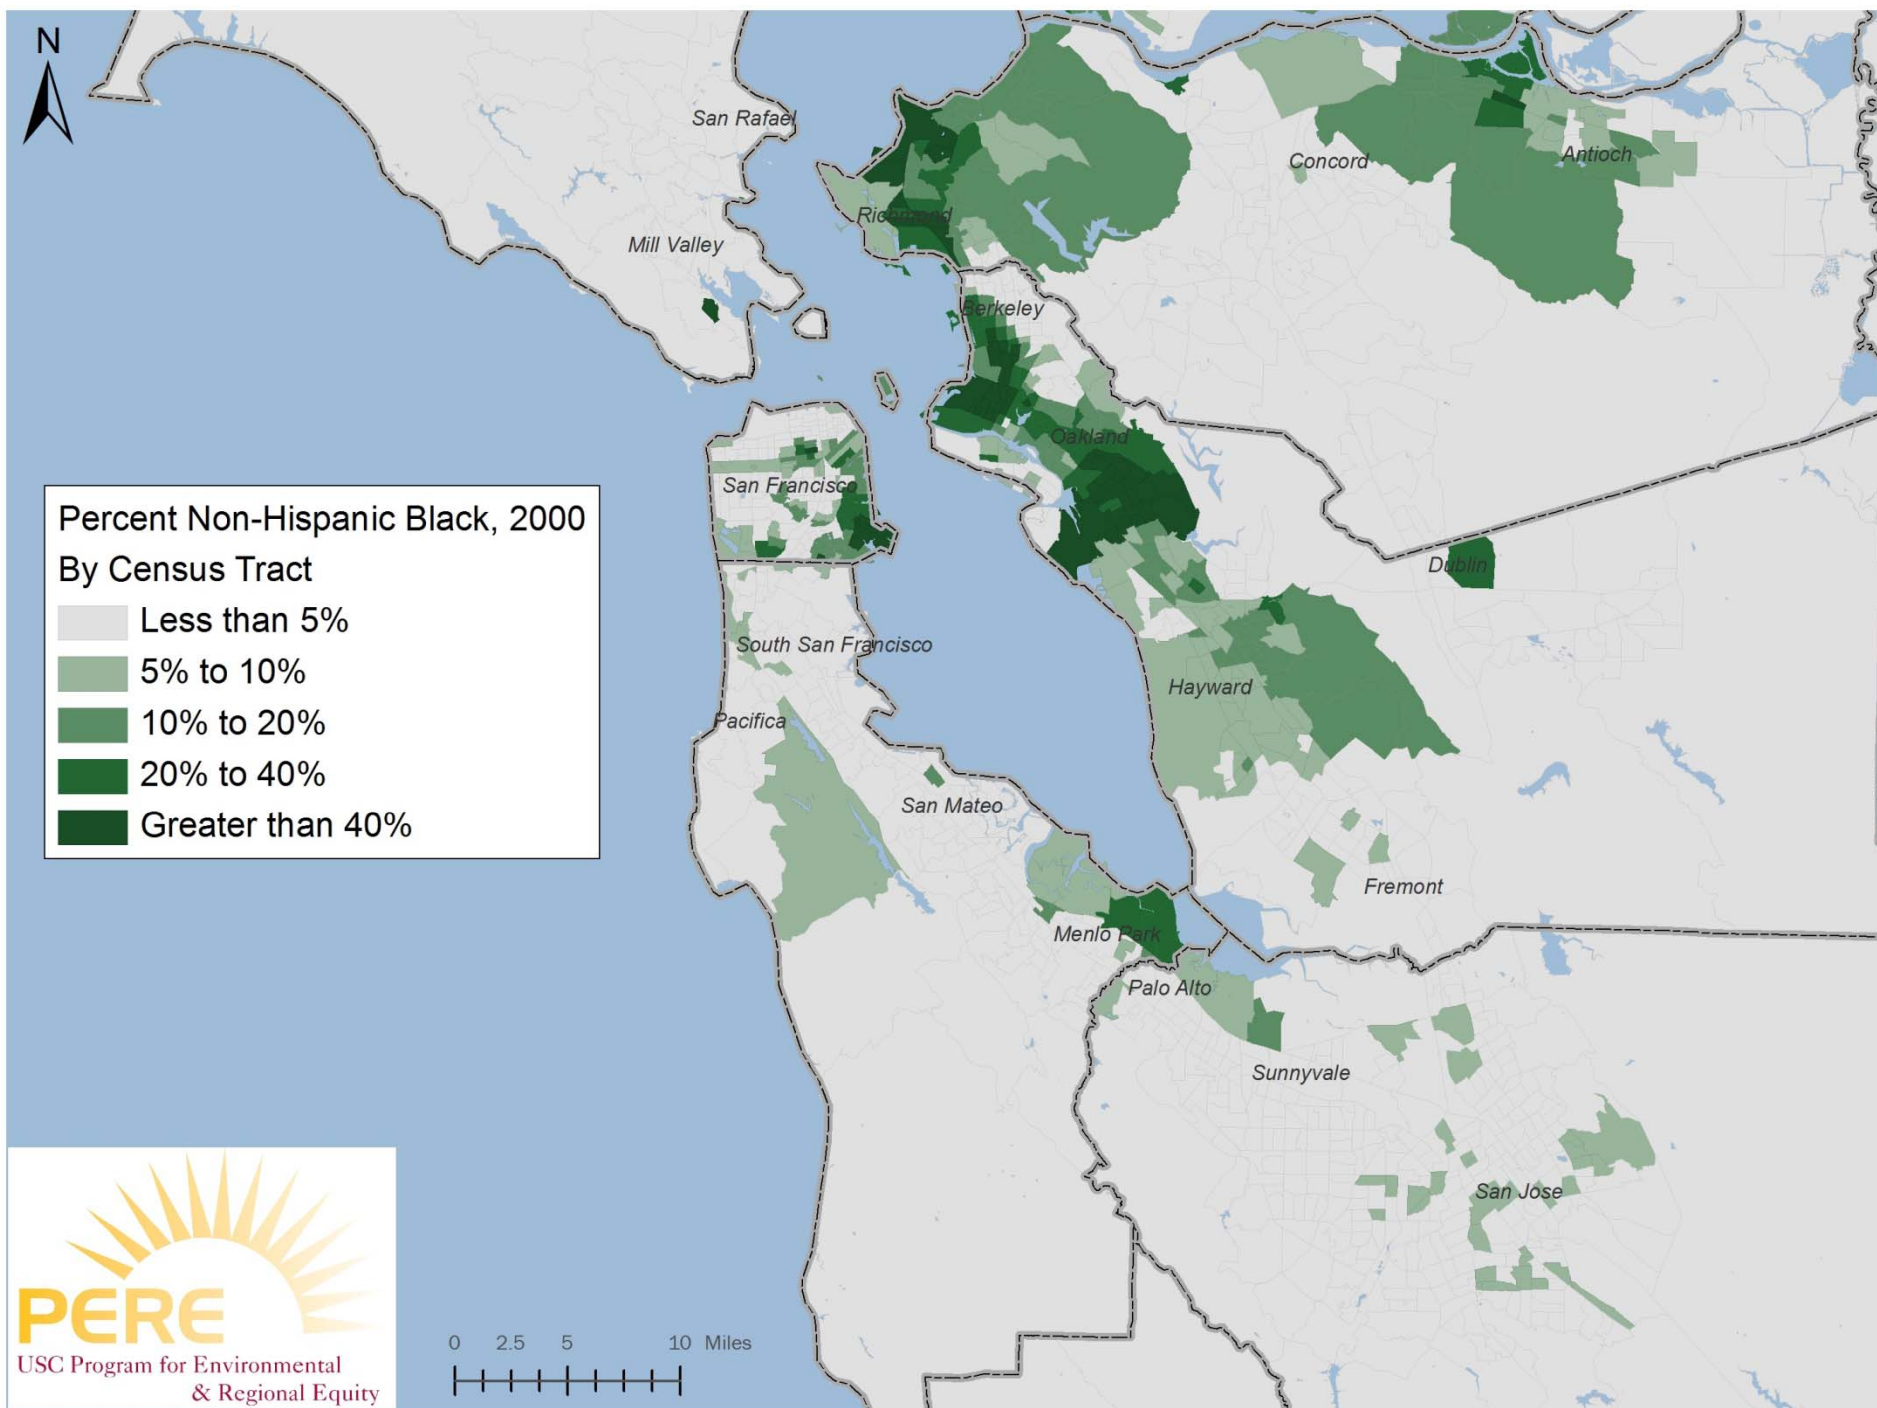 N
San Rafael
Concord
Antioch
Richmond
Mill Valley
Berkeley
Oakland
San Francisco
Percent Non-Hispanic Black, 2000
By Census Tract
Less than 5%
5% to 10%
10% to 20%
20% to 40%
Greater than 40%
Dublin
South San Francisco
Hayward
Pacifica
San Mateo
Fremont
Menlo Park
Palo Alto
Sunnyvale
San Jose
PERE
USC Program for Environmental
& Regional Equity
0 2.5 5 10 Miles